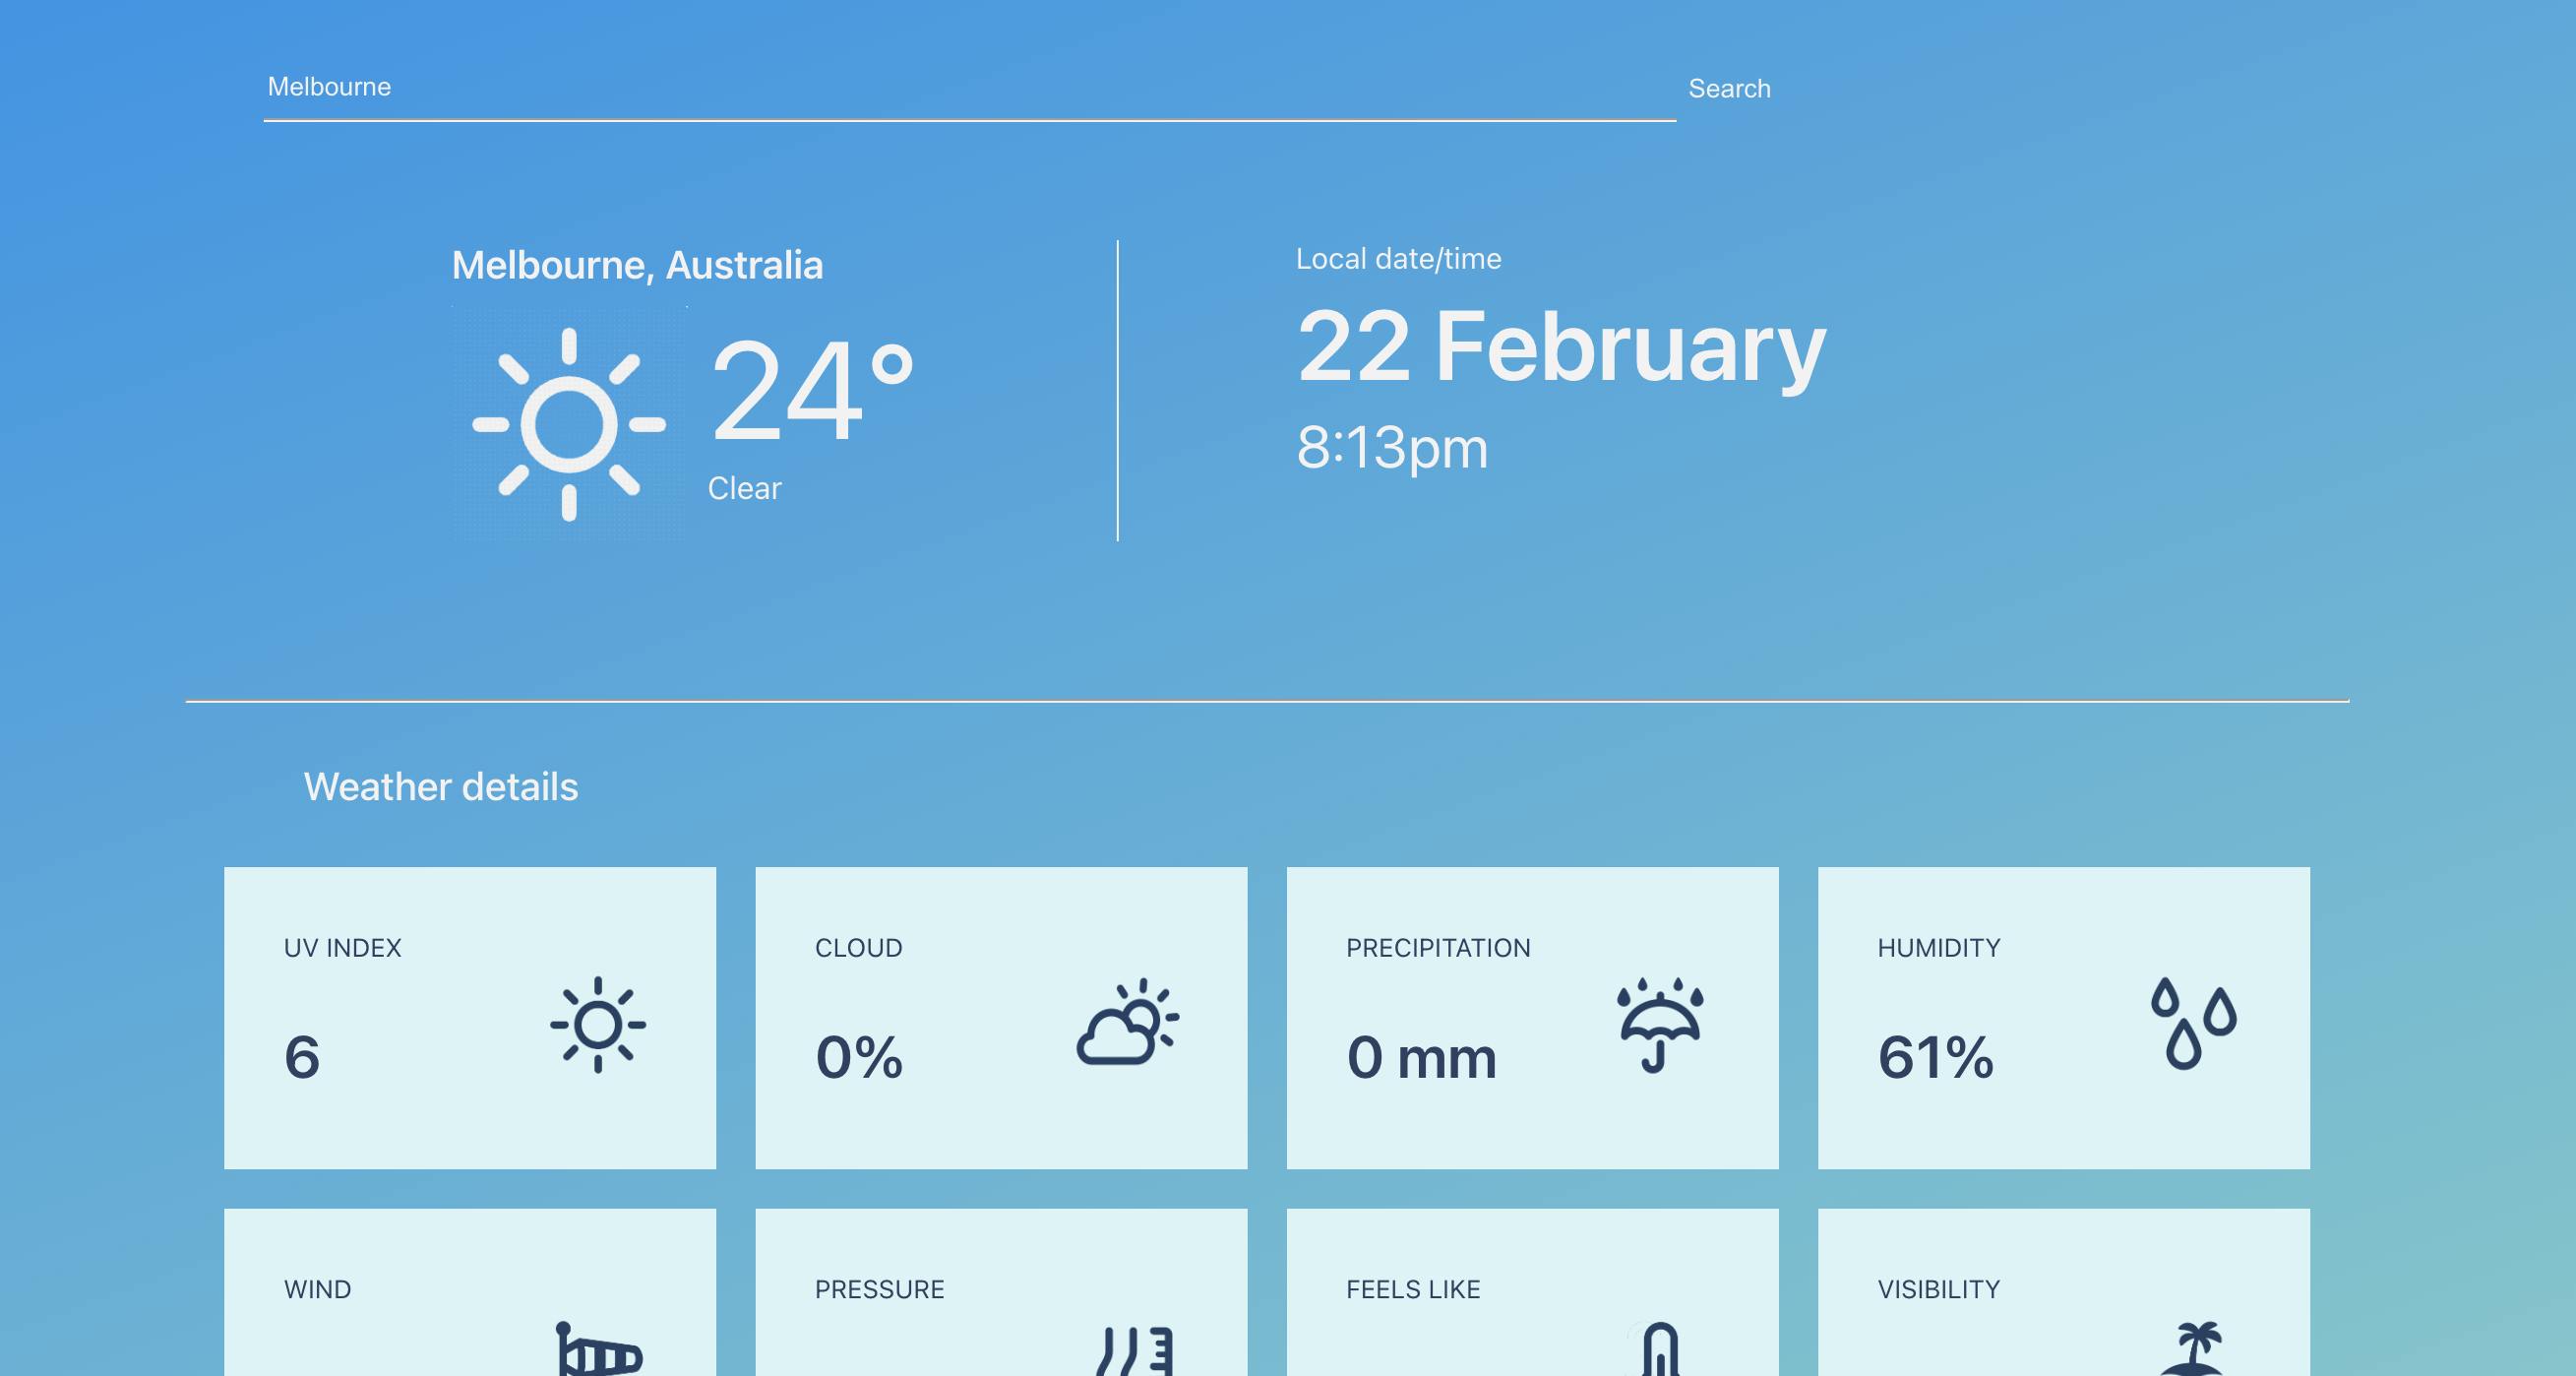 Melbourne
Search
Melbourne, Australia
24°
Clear
Local date/time
22 February
8:13pm
Weather details
UV INDEX
6
CLOUD
0%
PRECIPITATION
0 mm
HUMIDITY
61%
WIND
PRESSURE
FEELS LIKE
VISIBILITY